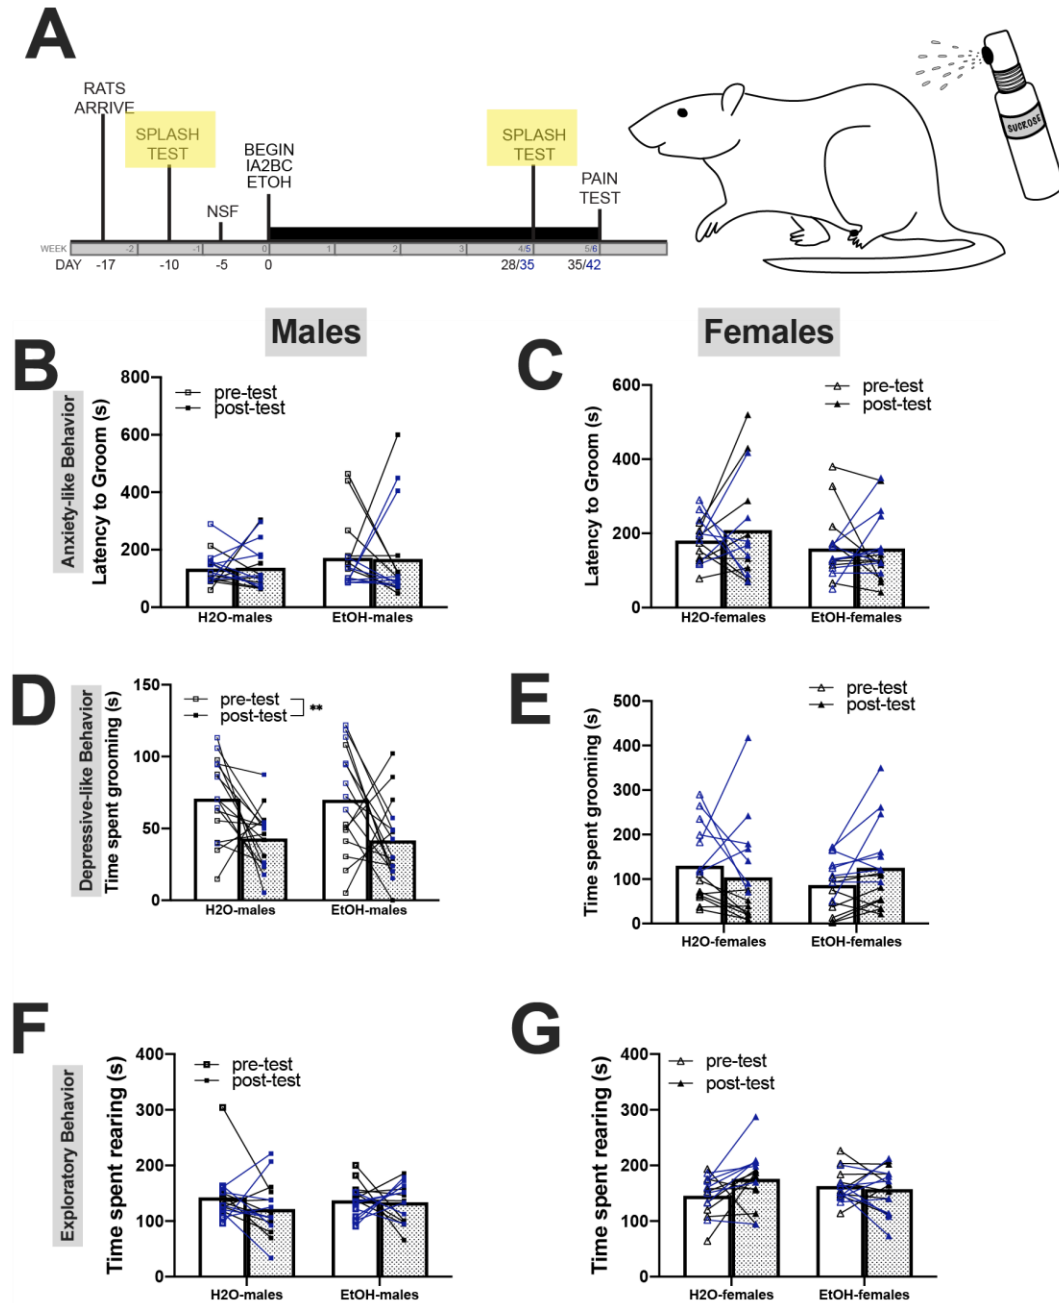 A
RATS
ARRIVE
SPLASH
TEST
NSF
BEGIN
IA2BC
ETOH
SPLASH
TEST
PAIN
TEST
SUCROSE
WEEK -2 -1 0 1 2 3 4/5 5/6
DAY -17 -10 -5 0 28/35 35/42
Males
Females
B
Anxiety-like Behavior
Latency to Groom (s)
800
600
400
200
0
pre-test
post-test
H2O-males
EtOH-males
C
Latency to Groom (s)
600
400
200
0
pre-test
post-test
H2O-females
EtOH-females
D
Depressive-like Behavior
Time spent grooming (s)
150
100
50
0
pre-test
post-test
**
H2O-males
EtOH-males
E
Time spent grooming (s)
500
400
300
200
100
0
pre-test
post-test
H2O-females
EtOH-females
F
Exploratory Behavior
Time spent rearing (s)
400
300
200
100
0
pre-test
post-test
H2O-males
EtOH-males
G
Time spent rearing (s)
400
300
200
100
0
pre-test
post-test
H2O-females
EtOH-females